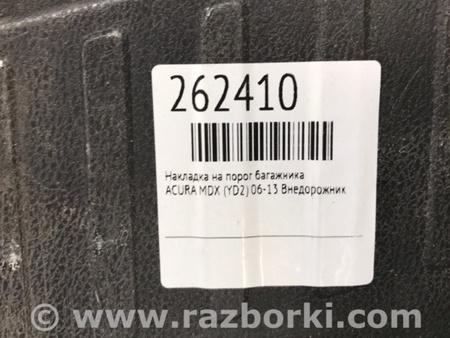 262410
Накладка на порог багажника
ACURA MDX (YD2) 06-13 Внедорожник
© www.razborki.com